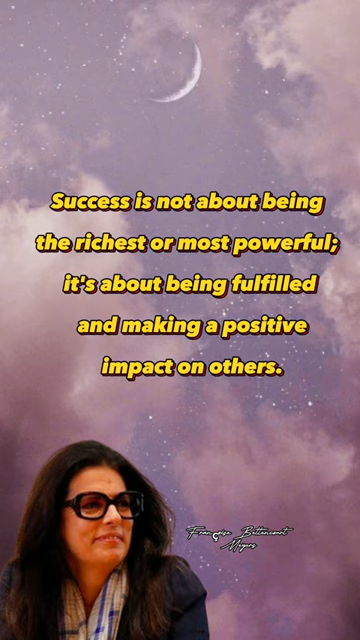 Success is not about being
the richest or most powerful;
it's about being fulfilled
and making a positive
impact on others.
Françoise Bettencourt
Meyers